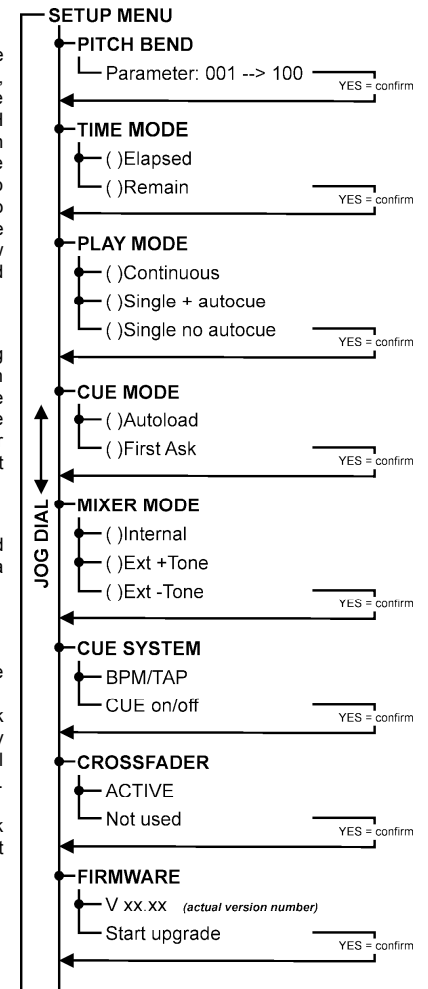 SETUP MENU
PITCH BEND
Parameter: 001 --> 100
YES = confirm
TIME MODE
( )Elapsed
( )Remain
YES = confirm
PLAY MODE
( )Continuous
( )Single + autocue
( )Single no autocue
YES = confirm
CUE MODE
( )Autoload
( )First Ask
YES = confirm
JOG DIAL
MIXER MODE
( )Internal
( )Ext +Tone
( )Ext -Tone
YES = confirm
CUE SYSTEM
BPM/TAP
CUE on/off
YES = confirm
CROSSFADER
ACTIVE
Not used
YES = confirm
FIRMWARE
V xx.xx (actual version number)
Start upgrade
YES = confirm